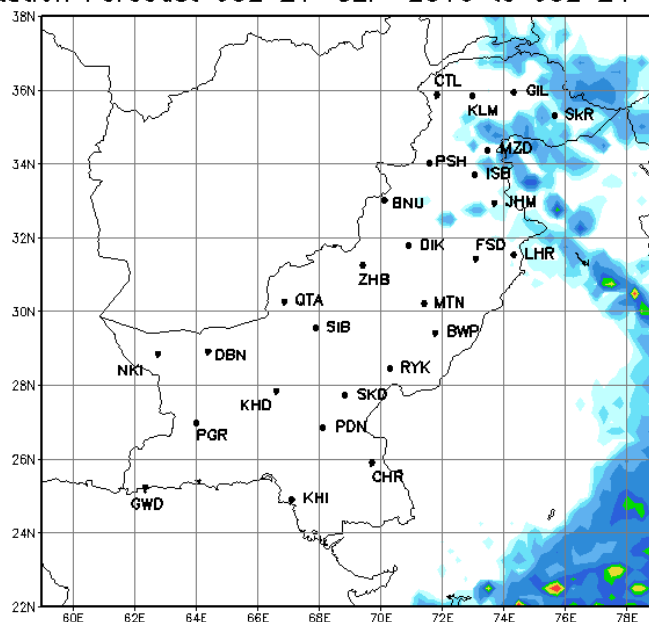 38N
36N
CTL
GIL
KLM
SkR
MZD
34N
PSH
ISB
BNU
JHM
32N
DIK
FSD
LHR
ZHB
30N
QTA
MTN
SIB
BWP
NKI
DBN
28N
RYK
KHD
SKD
PGR
PDN
26N
CHR
GWD
KHI
24N
22N
60E 62E 64E 66E 68E 70E 72E 74E 76E 78E